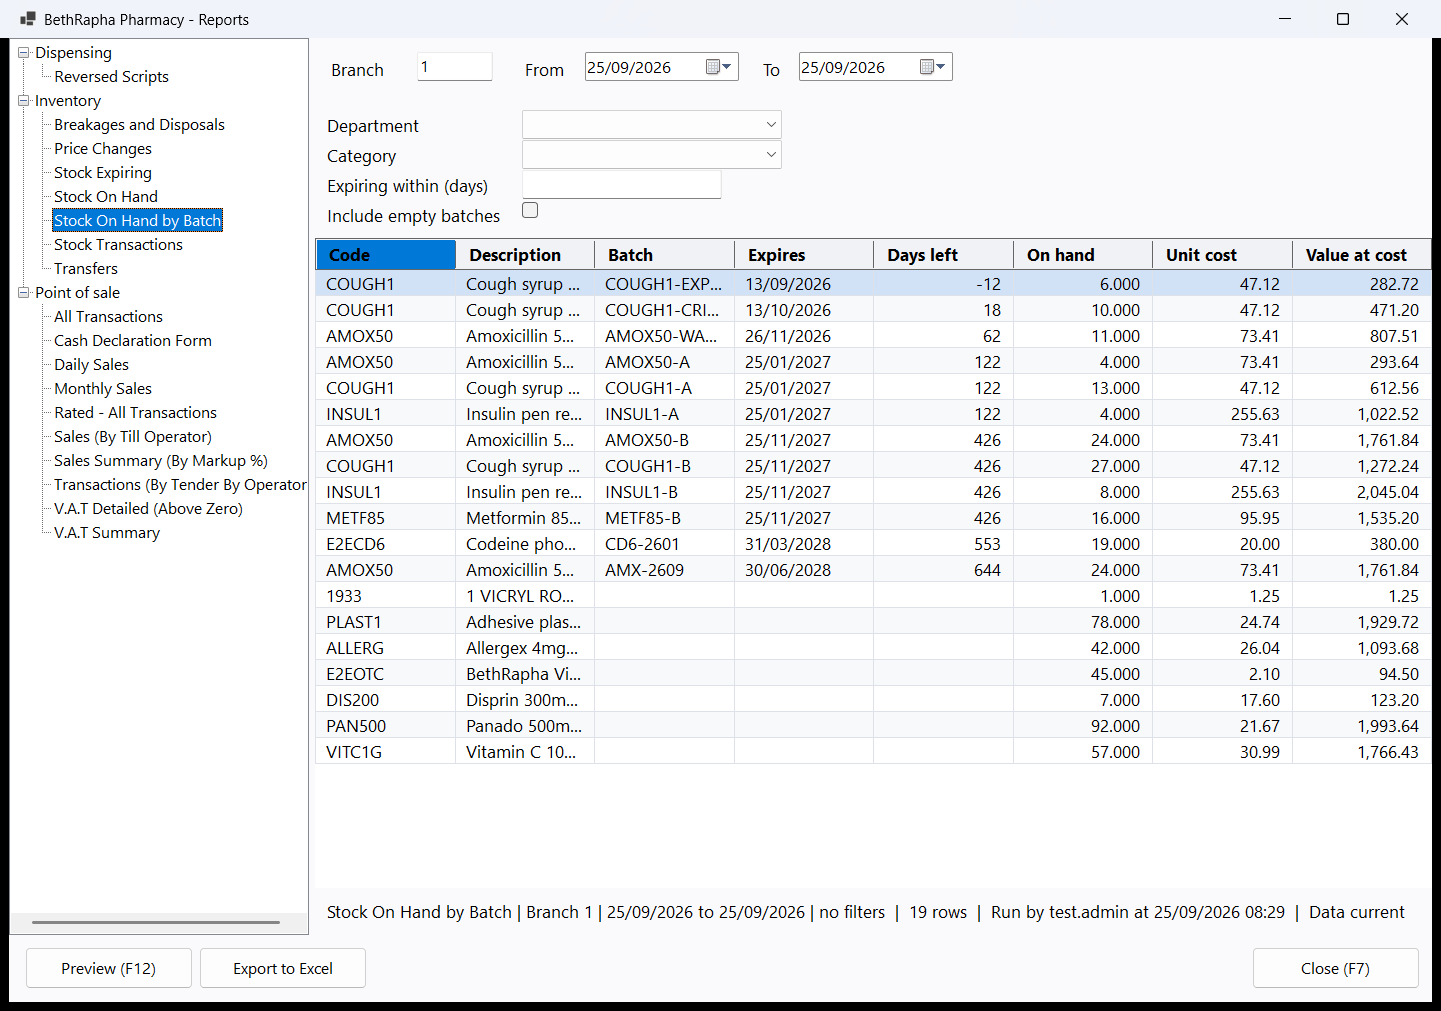 BethRapha Pharmacy - Reports
Dispensing
Reversed Scripts
Inventory
Breakages and Disposals
Price Changes
Stock Expiring
Stock On Hand
Stock On Hand by Batch
Stock Transactions
Transfers
Point of sale
All Transactions
Cash Declaration Form
Daily Sales
Monthly Sales
Rated - All Transactions
Sales (By Till Operator)
Sales Summary (By Markup %)
Transactions (By Tender By Operator
V.A.T Detailed (Above Zero)
V.A.T Summary
Branch 1 From 25/09/2026 To 25/09/2026
Department
Category
Expiring within (days)
Include empty batches
Code Description Batch Expires Days left On hand Unit cost Value at cost
COUGH1 Cough syrup ... COUGH1-EXP... 13/09/2026 -12 6.000 47.12 282.72
COUGH1 Cough syrup ... COUGH1-CRI... 13/10/2026 18 10.000 47.12 471.20
AMOX50 Amoxicillin 5... AMOX50-WA... 26/11/2026 62 11.000 73.41 807.51
AMOX50 Amoxicillin 5... AMOX50-A 25/01/2027 122 4.000 73.41 293.64
COUGH1 Cough syrup ... COUGH1-A 25/01/2027 122 13.000 47.12 612.56
INSUL1 Insulin pen re... INSUL1-A 25/01/2027 122 4.000 255.63 1,022.52
AMOX50 Amoxicillin 5... AMOX50-B 25/11/2027 426 24.000 73.41 1,761.84
COUGH1 Cough syrup ... COUGH1-B 25/11/2027 426 27.000 47.12 1,272.24
INSUL1 Insulin pen re... INSUL1-B 25/11/2027 426 8.000 255.63 2,045.04
METF85 Metformin 85... METF85-B 25/11/2027 426 16.000 95.95 1,535.20
E2ECD6 Codeine pho... CD6-2601 31/03/2028 553 19.000 20.00 380.00
AMOX50 Amoxicillin 5... AMX-2609 30/06/2028 644 24.000 73.41 1,761.84
1933 1 VICRYL RO... 1.000 1.25 1.25
PLAST1 Adhesive plas... 78.000 24.74 1,929.72
ALLERG Allergex 4mg... 42.000 26.04 1,093.68
E2EOTC BethRapha Vi... 45.000 2.10 94.50
DIS200 Disprin 300m... 7.000 17.60 123.20
PAN500 Panado 500m... 92.000 21.67 1,993.64
VITC1G Vitamin C 10... 57.000 30.99 1,766.43
Stock On Hand by Batch | Branch 1 | 25/09/2026 to 25/09/2026 | no filters | 19 rows | Run by test.admin at 25/09/2026 08:29 | Data current
Preview (F12) Export to Excel Close (F7)